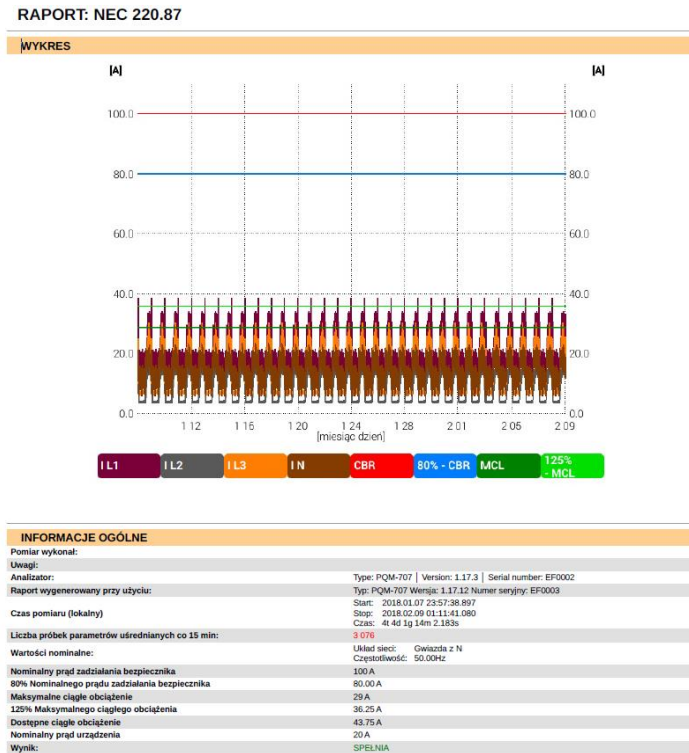 RAPORT: NEC 220.87
WYKRES
[A] [A]
100.0 100.0
80.0 80.0
60.0 60.0
40.0 40.0
20.0 20.0
0.0 0.0
1 12 1 16 1 20 1 24 1 28 2 01 2 05 2 09
[miesiąc dzień]
I L1 I L2 I L3 I N CBR 80% - CBR MCL 125% - MCL
INFORMACJE OGÓLNE
Pomiar wykonał:
Uwagi:
Analizator: Type: PQM-707 | Version: 1.17.3 | Serial number: EF0002
Raport wygenerowany przy użyciu: Typ: PQM-707 Wersja: 1.17.12 Numer seryjny: EF0003
Czas pomiaru (lokalny) Start: 2018.01.07 23:57:38.897
Stop: 2018.02.09 01:11:41.080
Czas: 4t 4d 1g 14m 2.183s
Liczba próbek parametrów uśrednianych co 15 min: 3 076
Wartości nominalne: Układ sieci: Gwiazda z N
Częstotliwość: 50.00Hz
Nominalny prąd zadziałania bezpiecznika 100 A
80% Nominalnego prądu zadziałania bezpiecznika 80.00 A
Maksymalne ciągłe obciążenie 29 A
125% Maksymalnego ciągłego obciążenia 36.25 A
Dostępne ciągłe obciążenie 43.75 A
Nominalny prąd urządzenia 20 A
Wynik: SPEŁNIA